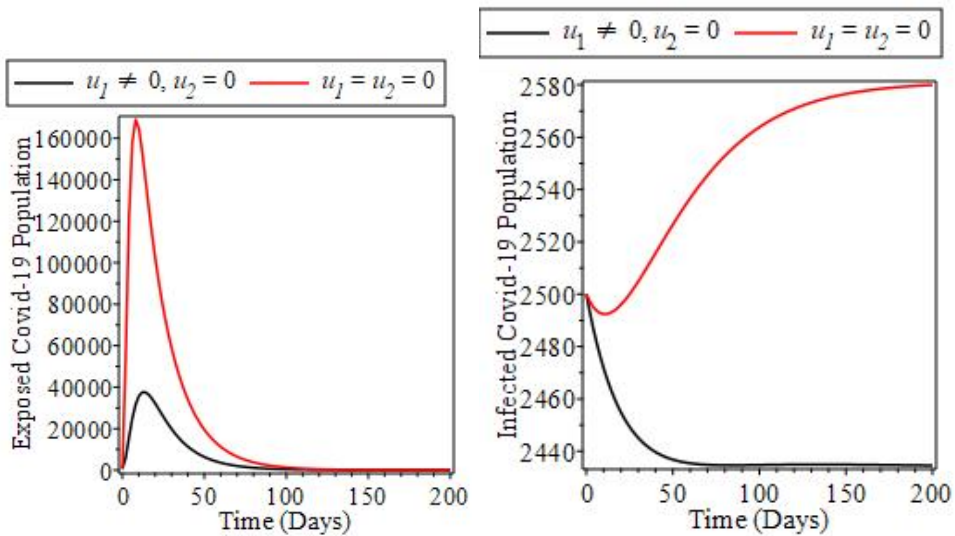 u₁ ≠ 0, u₂ = 0   u₁ = u₂ = 0
Exposed Covid-19 Population
160000
140000
120000
100000
80000
60000
40000
20000
0
0 50 100 150 200
Time (Days)
u₁ ≠ 0, u₂ = 0   u₁ = u₂ = 0
Infected Covid-19 Population
2580
2560
2540
2520
2500
2480
2460
2440
0 50 100 150 200
Time (Days)